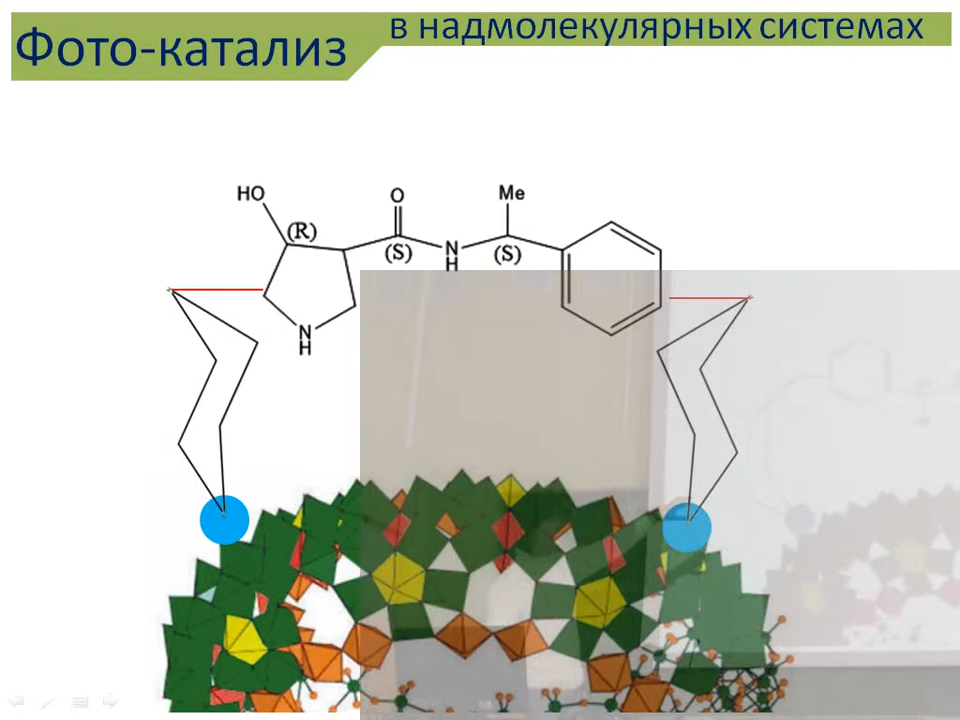 Фото-катализ
в надмолекулярных системах
HO
O
Me
(R)
(S)
N
H
(S)
N
H